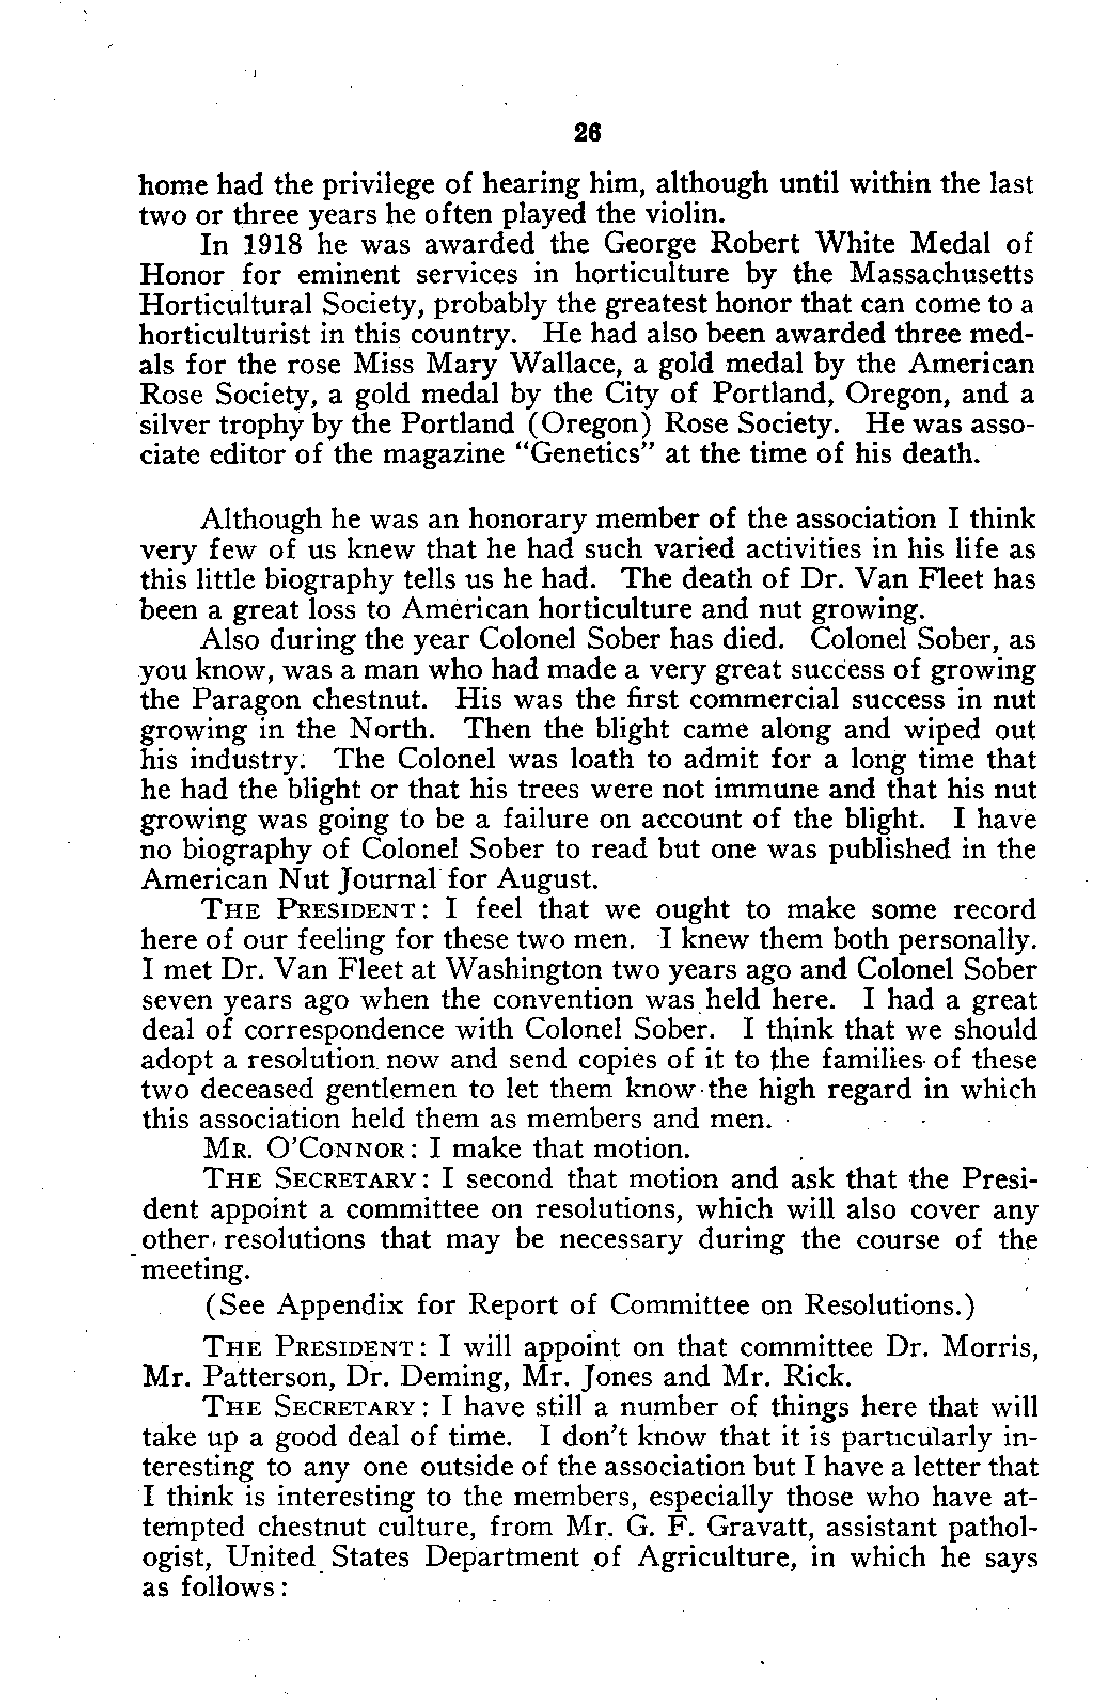 26
home had the privilege of hearing him, although until within the last
two or three years he often played the violin.
In 1918 he was awarded the George Robert White Medal of
Honor for eminent services in horticulture by the Massachusetts
Horticultural Society, probably the greatest honor that can come to a
horticulturist in this country. He had also been awarded three med-
als for the rose Miss Mary Wallace, a gold medal by the American
Rose Society, a gold medal by the City of Portland, Oregon, and a
silver trophy by the Portland (Oregon) Rose Society. He was asso-
ciate editor of the magazine “Genetics” at the time of his death.
Although he was an honorary member of the association I think
very few of us knew that he had such varied activities in his life as
this little biography tells us he had. The death of Dr. Van Fleet has
been a great loss to American horticulture and nut growing.
Also during the year Colonel Sober has died. Colonel Sober, as
you know, was a man who had made a very great success of growing
the Paragon chestnut. His was the first commercial success in nut
growing in the North. Then the blight came along and wiped out
his industry. The Colonel was loath to admit for a long time that
he had the blight or that his trees were not immune and that his nut
growing was going to be a failure on account of the blight. I have
no biography of Colonel Sober to read but one was published in the
American Nut Journal for August.
THE PRESIDENT: I feel that we ought to make some record
here of our feeling for these two men. I knew them both personally.
I met Dr. Van Fleet at Washington two years ago and Colonel Sober
seven years ago when the convention was held here. I had a great
deal of correspondence with Colonel Sober. I think that we should
adopt a resolution now and send copies of it to the families of these
two deceased gentlemen to let them know the high regard in which
this association held them as members and men.
MR. O’CONNOR: I make that motion.
THE SECRETARY: I second that motion and ask that the Presi-
dent appoint a committee on resolutions, which will also cover any
other resolutions that may be necessary during the course of the
meeting.
(See Appendix for Report of Committee on Resolutions.)
THE PRESIDENT: I will appoint on that committee Dr. Morris,
Mr. Patterson, Dr. Deming, Mr. Jones and Mr. Rick.
THE SECRETARY: I have still a number of things here that will
take up a good deal of time. I don’t know that it is particularly in-
teresting to any one outside of the association but I have a letter that
I think is interesting to the members, especially those who have at-
tempted chestnut culture, from Mr. G. F. Gravatt, assistant pathol-
ogist, United States Department of Agriculture, in which he says
as follows: